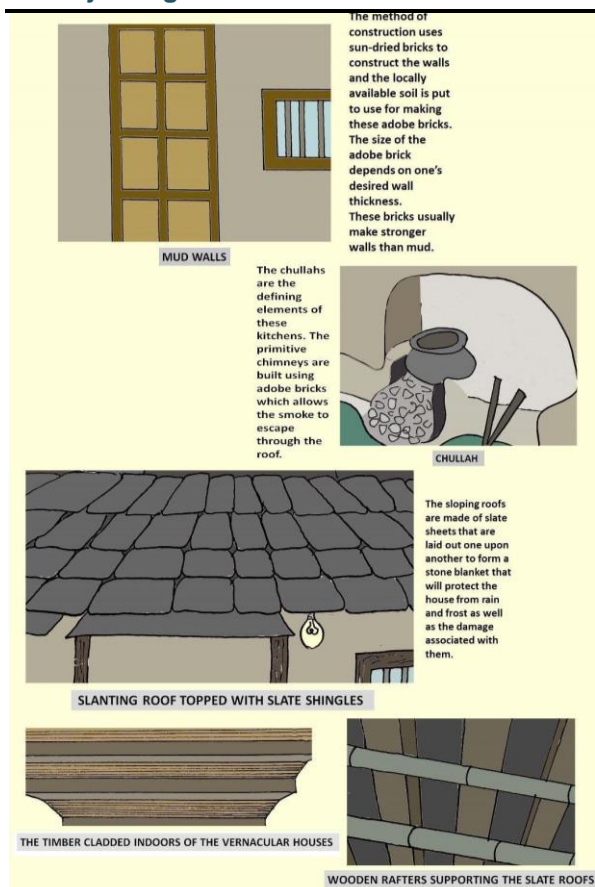 The method of
construction uses
sun-dried bricks to
construct the walls
and the locally
available soil is put
to use for making
these adobe bricks.
The size of the
adobe brick
depends on one's
desired wall
thickness.
These bricks usually
make stronger
walls than mud.
MUD WALLS
The chullahs
are the
defining
elements of
these
kitchens. The
primitive
chimneys are
built using
adobe bricks
which allows
the smoke to
escape
through the
roof.
CHULLAH
The sloping roofs
are made of slate
sheets that are
laid out one upon
another to form a
stone blanket that
will protect the
house from rain
and frost as well
as the damage
associated with
them.
SLANTING ROOF TOPPED WITH SLATE SHINGLES
THE TIMBER CLADDED INDOORS OF THE VERNACULAR HOUSES
WOODEN RAFTERS SUPPORTING THE SLATE ROOFS